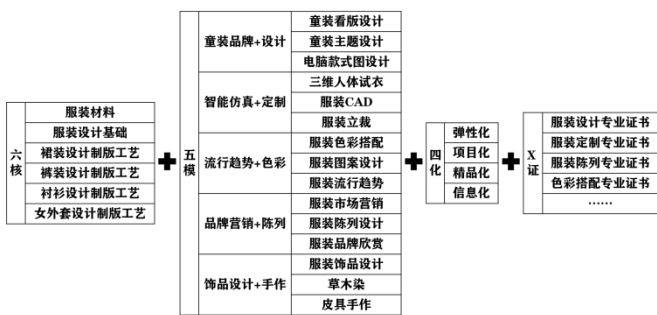 六核
服装材料
服装设计基础
裙装设计制版工艺
裤装设计制版工艺
衬衫设计制版工艺
女外套设计制版工艺
五模
童装品牌+设计
童装看版设计
童装主题设计
电脑款式图设计
智能仿真+定制
三维人体试衣
服装CAD
服装立裁
流行趋势+色彩
服装色彩搭配
服装图案设计
服装流行趋势
品牌营销+陈列
服装市场营销
服装陈列设计
服装品牌欣赏
饰品设计+手作
服装饰品设计
草木染
皮具手作
四化
弹性化
项目化
精品化
信息化
X证
服装设计专业证书
服装定制专业证书
服装陈列专业证书
色彩搭配专业证书
……